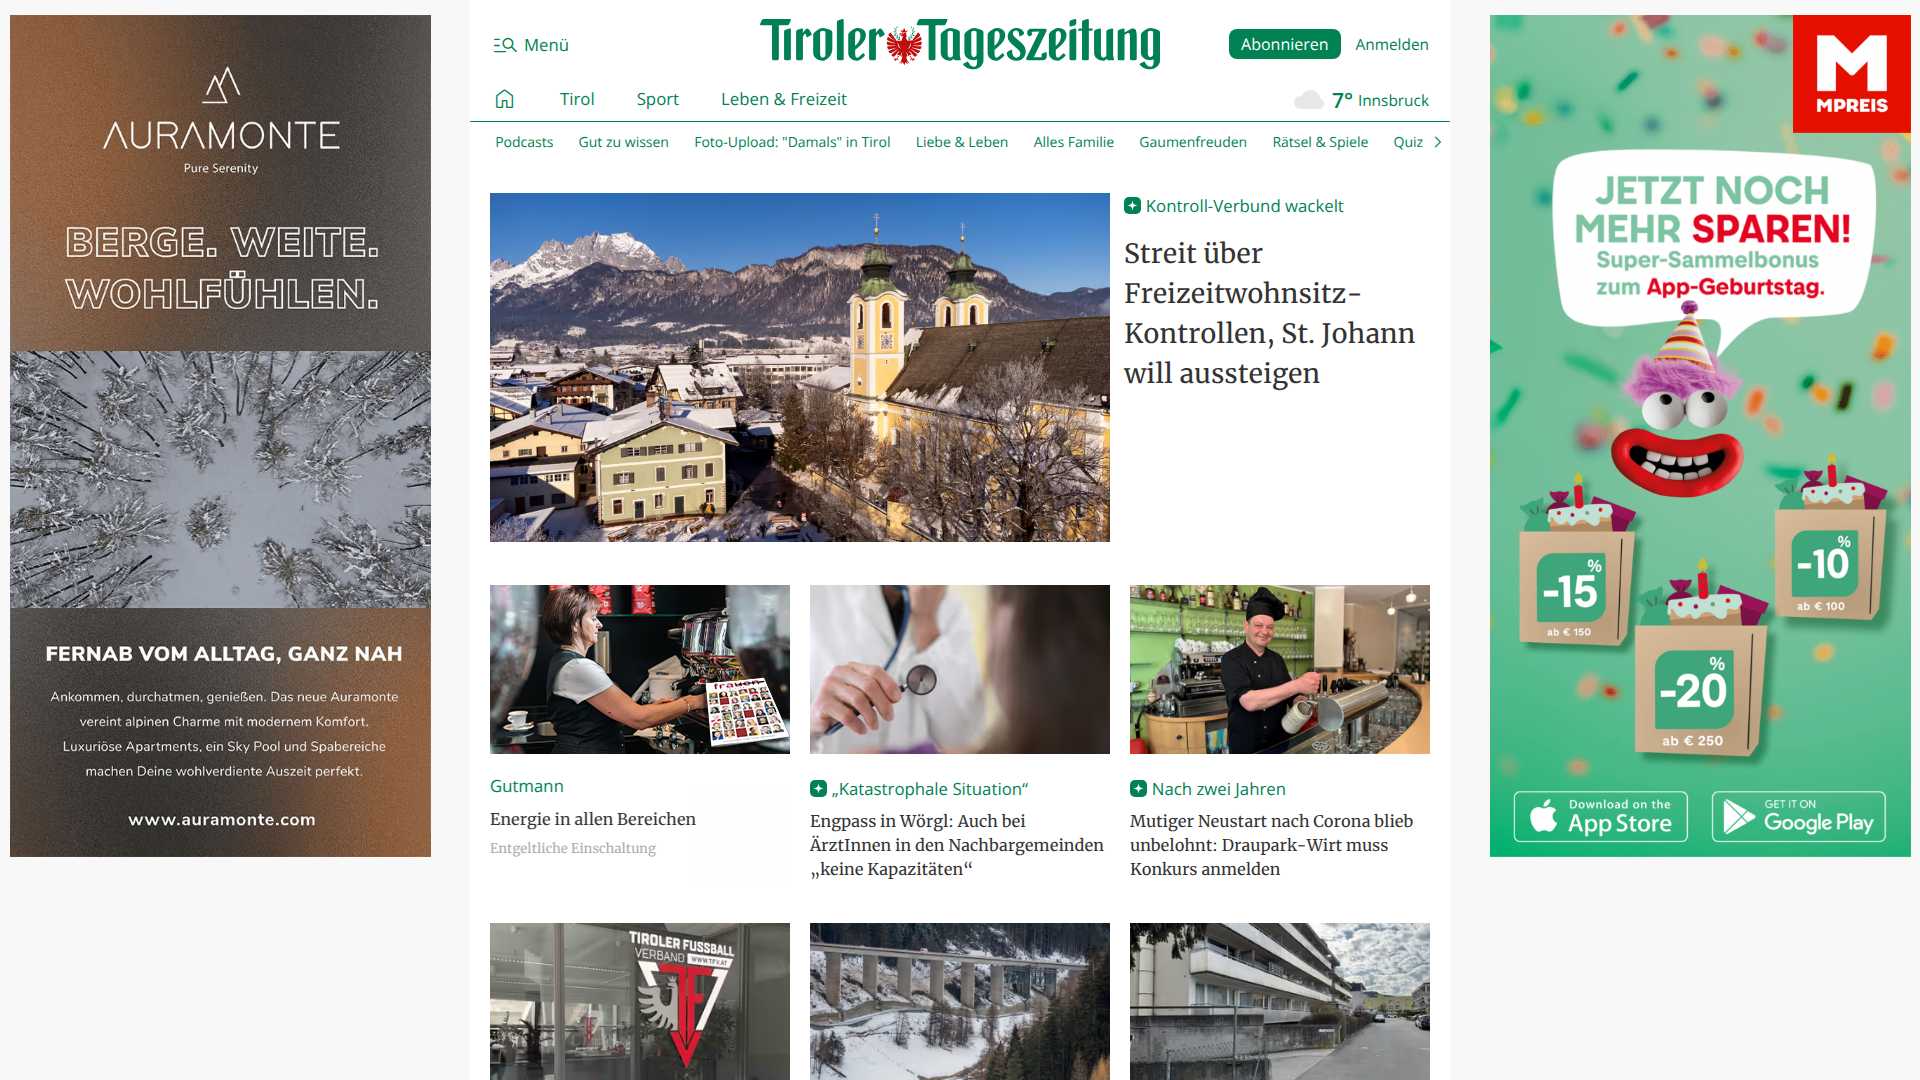 AURAMONTE
Pure Serenity
BERGE. WEITE.
WOHLFÜHLEN.
FERNAB VOM ALLTAG, GANZ NAH
Ankommen, durchatmen, genießen. Das neue Auramonte
vereint alpinen Charme mit modernem Komfort.
Luxuriöse Apartments, ein Sky Pool und Spabereiche
machen Deine wohlverdiente Auszeit perfekt.
www.auramonte.com
Menü
Tiroler Tageszeitung
Abonnieren
Anmelden
Tirol
Sport
Leben & Freizeit
7° Innsbruck
Podcasts
Gut zu wissen
Foto-Upload: "Damals" in Tirol
Liebe & Leben
Alles Familie
Gaumenfreuden
Rätsel & Spiele
Quiz
Kontroll-Verbund wackelt
Streit über
Freizeitwohnsitz-
Kontrollen, St. Johann
will aussteigen
frauen
Gutmann
Energie in allen Bereichen
Entgeltliche Einschaltung
„Katastrophale Situation“
Engpass in Wörgl: Auch bei
ÄrztInnen in den Nachbargemeinden
„keine Kapazitäten“
Nach zwei Jahren
Mutiger Neustart nach Corona blieb
unbelohnt: Draupark-Wirt muss
Konkurs anmelden
TIROLER FUSSBALL
VERBAND WWW.TFV.AT
M
MPREIS
JETZT NOCH
MEHR SPAREN!
Super-Sammelbonus
zum App-Geburtstag.
-15%
ab € 150
-10%
ab € 100
-20%
ab € 250
Download on the
App Store
GET IT ON
Google Play